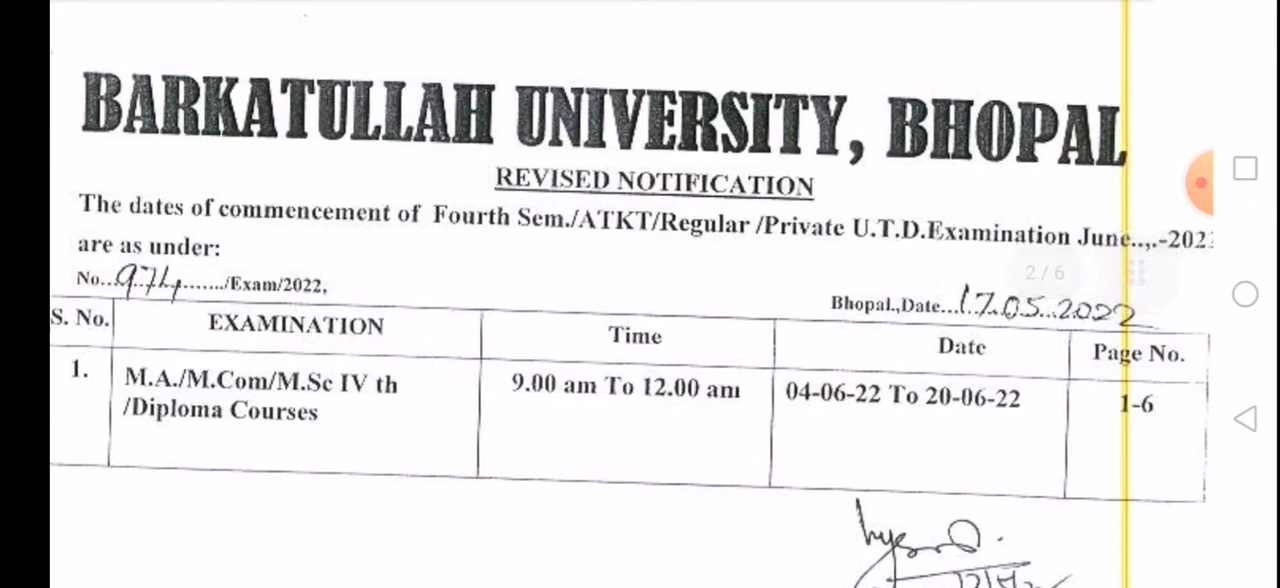 BARKATULLAH UNIVERSITY, BHOPAL
REVISED NOTIFICATION
The dates of commencement of Fourth Sem./ATKT/Regular /Private U.T.D.Examination June..,.-202
are as under:
2 / 6
No...974......./Exam/2022,
Bhopal.,Date...17.05...2022
S. No. EXAMINATION Time Date Page No.
1. M.A./M.Com/M.Sc IV th 9.00 am To 12.00 am 04-06-22 To 20-06-22 1-6
/Diploma Courses